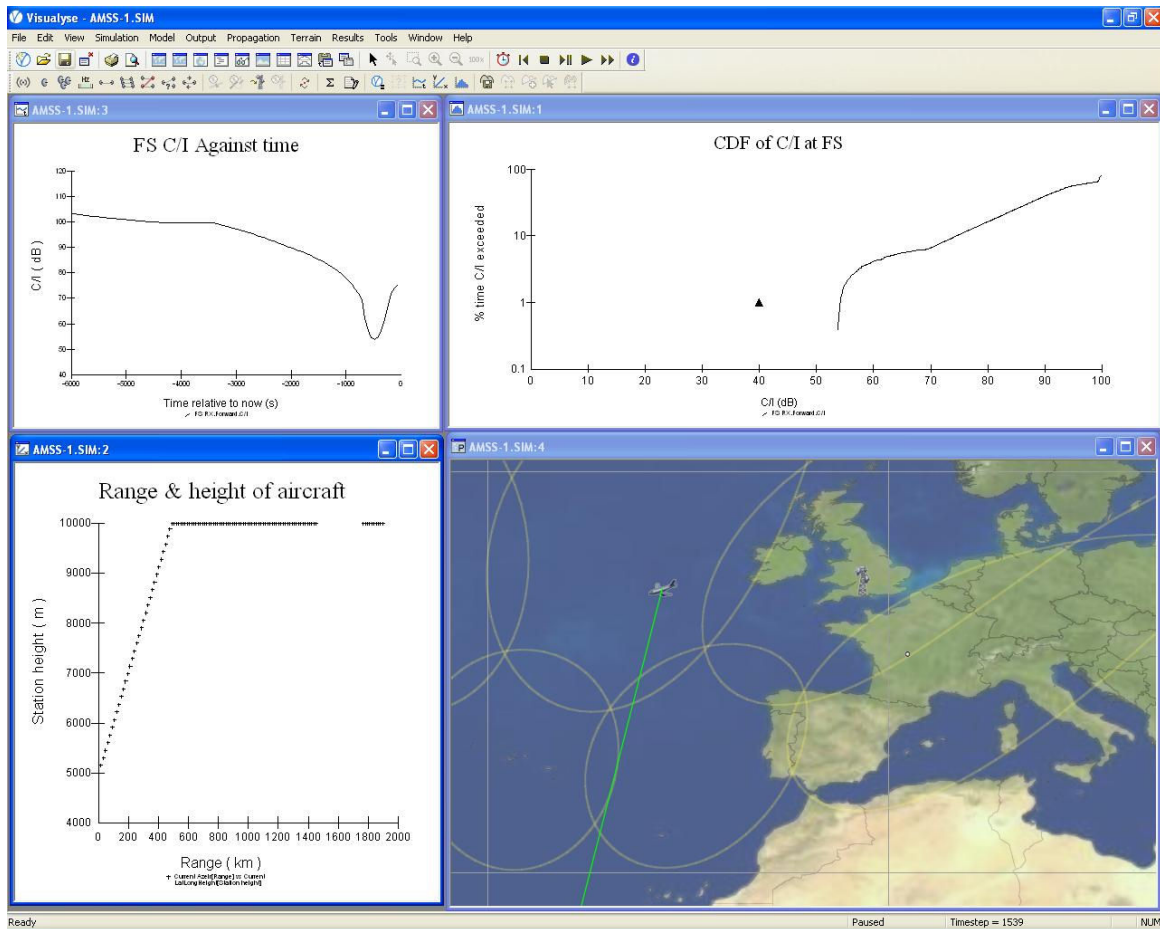 Visualyse - AMSS-1.SIM
File Edit View Simulation Model Output Propagation Terrain Results Tools Window Help
AMSS-1.SIM:3
FS C/I Against time
C/I ( dB)
120
110
100
90
80
70
60
50
40
-6000 -5000 -4000 -3000 -2000 -1000 0
Time relative to now (s)
AMSS-1.SIM:1
CDF of C/I at FS
% time C/I exceeded
100
10
1
0.1
0 10 20 30 40 50 60 70 80 90 100
C/I (dB)
AMSS-1.SIM:2
Range & height of aircraft
Station height ( m )
10000
9000
8000
7000
6000
5000
4000
0 200 400 600 800 1000 1200 1400 1600 1800 2000
Range ( km )
AMSS-1.SIM:4
Ready Paused Timestep = 1539 NUM